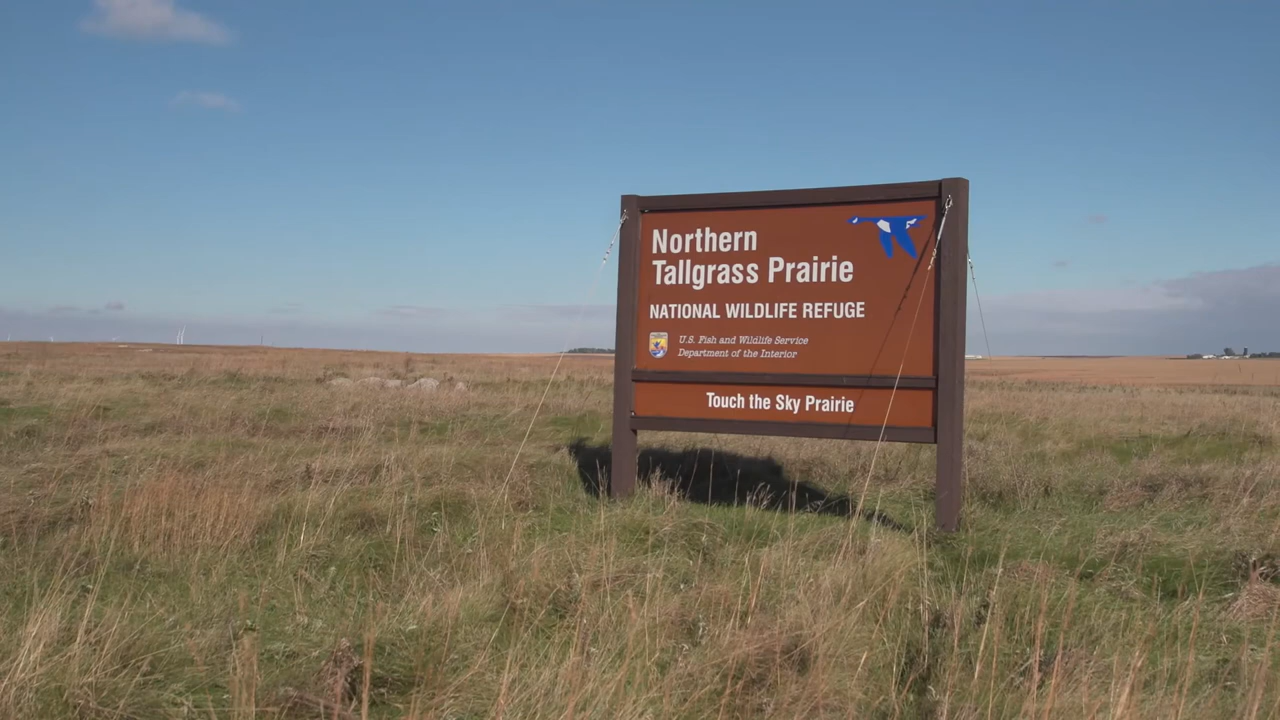 Northern
Tallgrass Prairie
NATIONAL WILDLIFE REFUGE
U.S. Fish and Wildlife Service
Department of the Interior
Touch the Sky Prairie